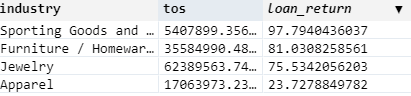 industry tos loan_return ▼
Sporting Goods and … 5407899.356… 97.7940436037
Furniture / Homewar… 35584990.48… 81.0308258561
Jewelry 62389563.74… 75.5342056203
Apparel 17063973.23… 23.7278849782